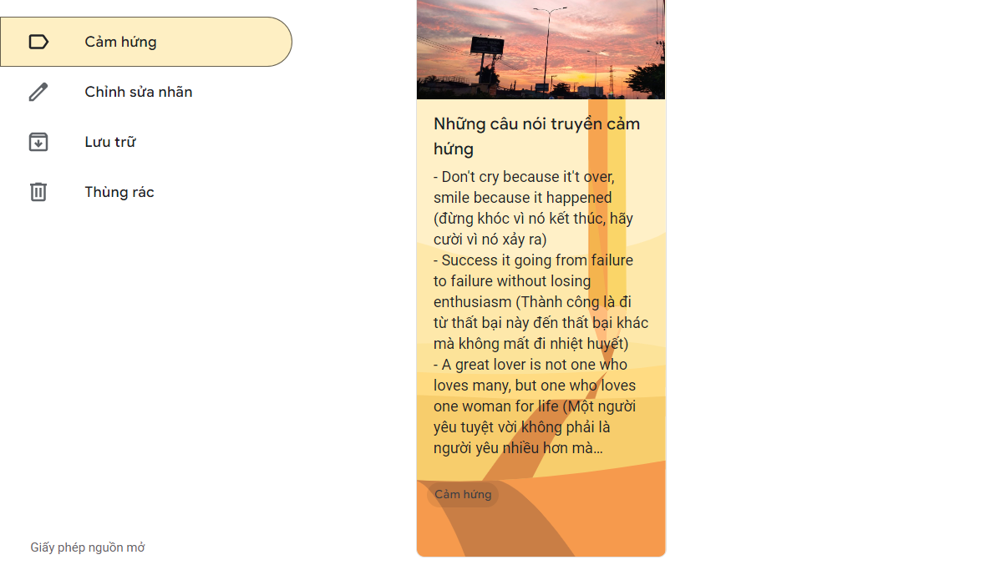 Cảm hứng
Chỉnh sửa nhãn
Lưu trữ
Thùng rác
Giấy phép nguồn mở
Những câu nói truyền cảm
hứng
- Don't cry because it't over,
smile because it happened
(đừng khóc vì nó kết thúc, hãy
cười vì nó xảy ra)
- Success it going from failure
to failure without losing
enthusiasm (Thành công là đi
từ thất bại này đến thất bại khác
mà không mất đi nhiệt huyết)
- A great lover is not one who
loves many, but one who loves
one woman for life (Một người
yêu tuyệt vời không phải là
người yêu nhiều hơn mà…
Cảm hứng